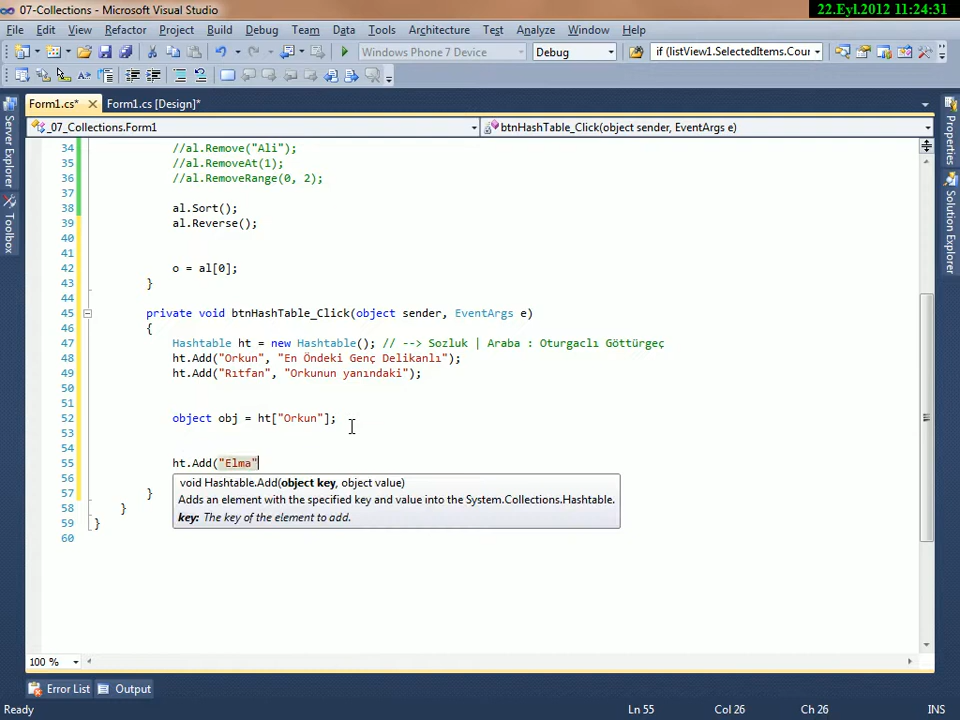 07-Collections - Microsoft Visual Studio
22.Eyl.2012 11:24:31
File Edit View Refactor Project Build Debug Team Data Tools Architecture Test Analyze Window Help
Windows Phone 7 Device Debug if (listView1.SelectedItems.Cour
Form1.cs* Form1.cs [Design]*
_07_Collections.Form1 btnHashTable_Click(object sender, EventArgs e)
Server Explorer
Toolbox
Properties
Solution Explorer
34 //al.Remove("Ali");
35 //al.RemoveAt(1);
36 //al.RemoveRange(0, 2);
37
38 al.Sort();
39 al.Reverse();
40
41
42 o = al[0];
43 }
44
45 private void btnHashTable_Click(object sender, EventArgs e)
46 {
47 Hashtable ht = new Hashtable(); // --> Sozluk | Araba : Oturgaclı Göttürgeç
48 ht.Add("Orkun", "En Öndeki Genç Delikanlı");
49 ht.Add("Rıtfan", "Orkunun yanındaki");
50
51
52 object obj = ht["Orkun"];
53
54
55 ht.Add("Elma"
56
void Hashtable.Add(object key, object value)
Adds an element with the specified key and value into the System.Collections.Hashtable.
key: The key of the element to add.
57 }
58 }
59 }
60
100 %
Error List Output
Ready Ln 55 Col 26 Ch 26 INS